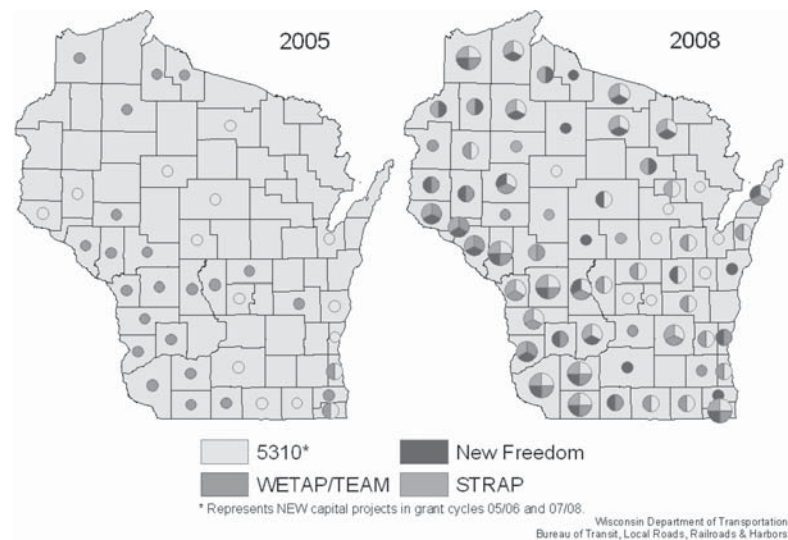 2005
2008
5310*
New Freedom
WETAP/TEAM
STRAP
* Represents NEW capital projects in grant cycles 05/06 and 07/08.
Wisconsin Department of Transportation
Bureau of Transit, Local Roads, Railroads & Harbors